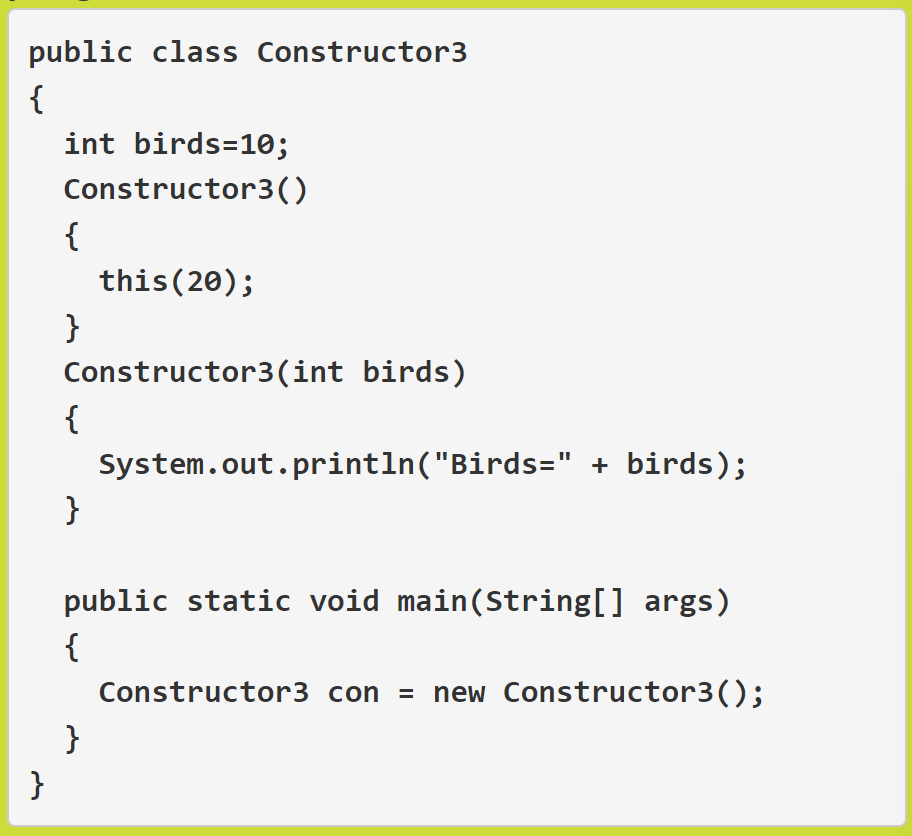 public class Constructor3
{
  int birds=10;
  Constructor3()
  {
    this(20);
  }
  Constructor3(int birds)
  {
    System.out.println("Birds=" + birds);
  }

  public static void main(String[] args)
  {
    Constructor3 con = new Constructor3();
  }
}